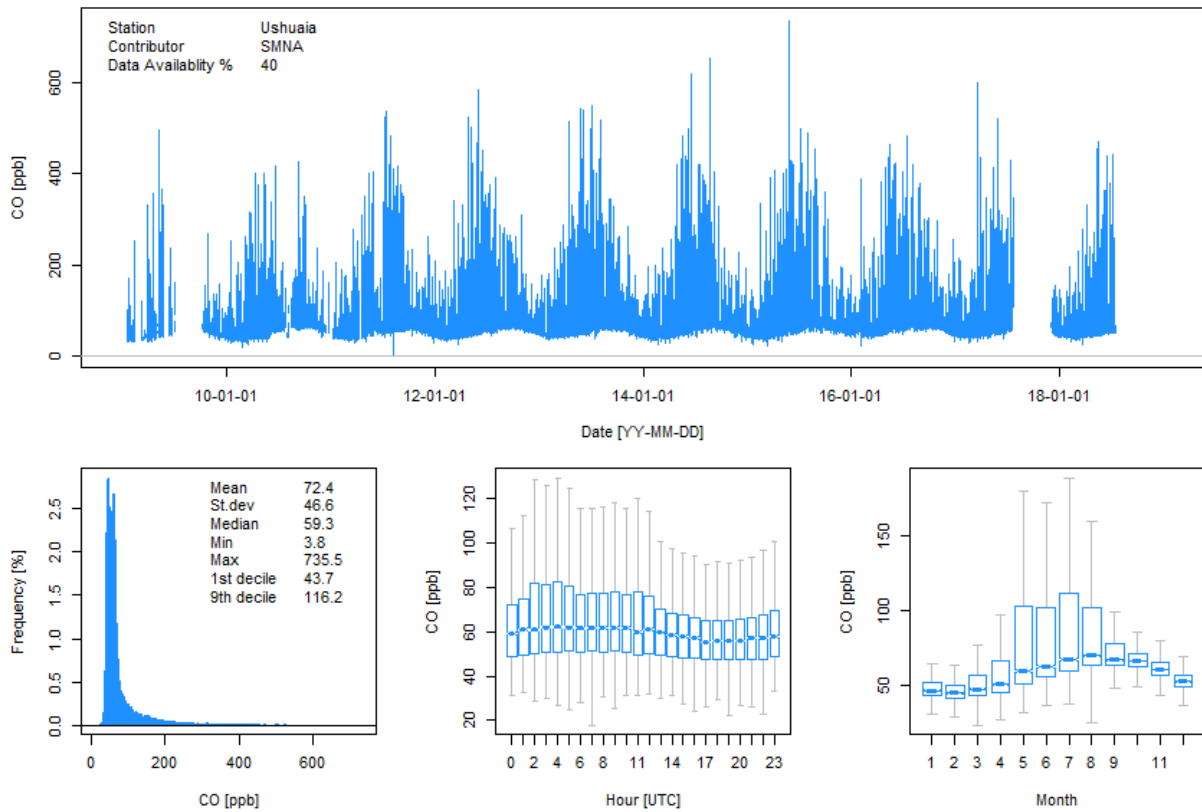 Station Ushuaia
Contributor SMNA
Data Availablity % 40
CO [ppb]
600
400
200
0
10-01-01 12-01-01 14-01-01 16-01-01 18-01-01
Date [YY-MM-DD]
Mean 72.4
St.dev 46.6
Median 59.3
Min 3.8
Max 735.5
1st decile 43.7
9th decile 116.2
Frequency [%]
2.5
2.0
1.5
1.0
0.5
0.0
0 200 400 600
CO [ppb]
CO [ppb]
120
100
80
60
40
20
0 2 4 6 8 11 14 17 20 23
Hour [UTC]
CO [ppb]
150
100
50
1 2 3 4 5 6 7 8 9 11
Month